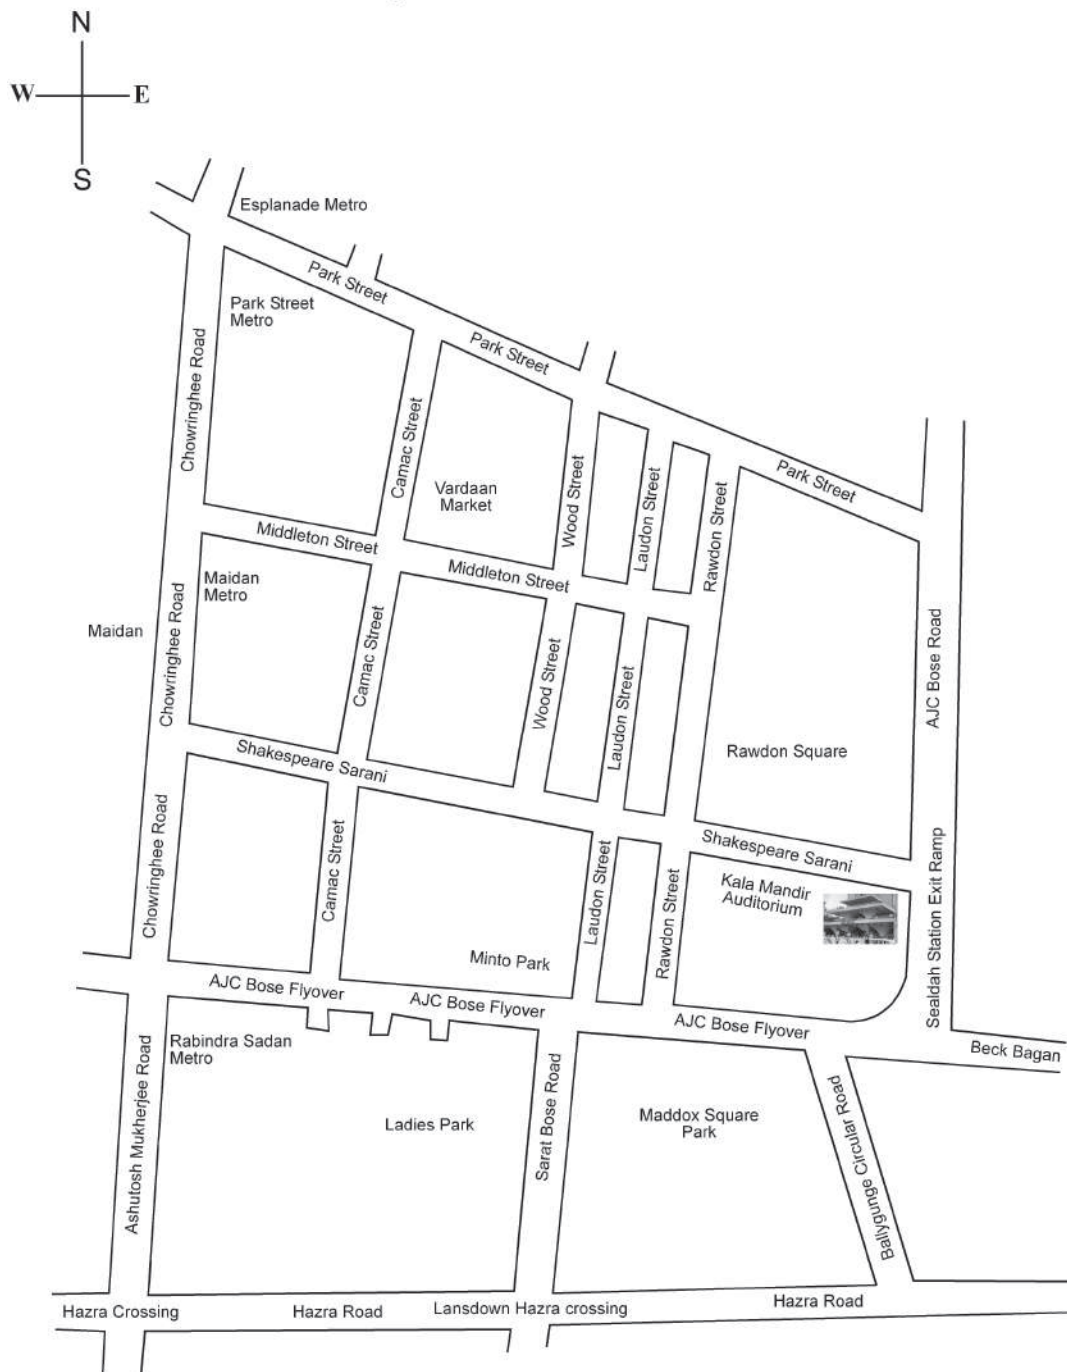 N
W
E
S
Esplanade Metro
Park Street
Park Street
Metro
Chowringhee Road
Park Street
Camac Street
Vardaan
Market
Wood Street
Laudon Street
Rawdon Street
Park Street
Middleton Street
Middleton Street
Maidan
Metro
Maidan
Chowringhee Road
Camac Street
Wood Street
Laudon Street
AJC Bose Road
Rawdon Square
Shakespeare Sarani
Chowringhee Road
Camac Street
Laudon Street
Rawdon Street
Shakespeare Sarani
Kala Mandir
Auditorium
Sealdah Station Exit Ramp
Minto Park
AJC Bose Flyover
AJC Bose Flyover
AJC Bose Flyover
Beck Bagan
Rabindra Sadan
Metro
Ashutosh Mukherjee Road
Ladies Park
Sarat Bose Road
Maddox Square
Park
Ballygunge Circular Road
Hazra Crossing
Hazra Road
Lansdown Hazra crossing
Hazra Road